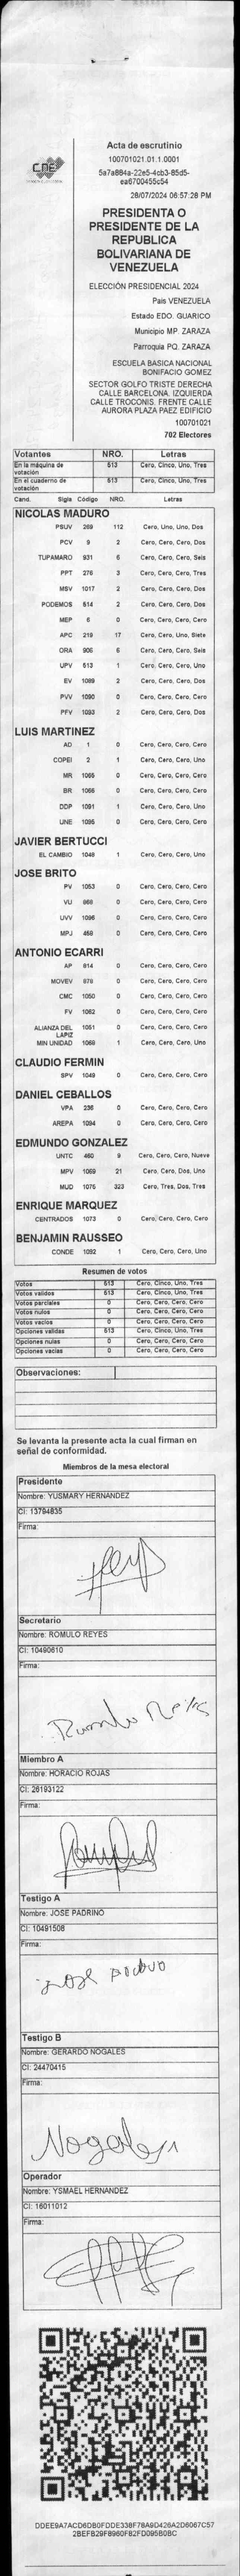 CNE
Acta de escrutinio
100701021.01.1.0001
5a7a884a-22e5-4cb3-85d5-
ea6700455c54
28/07/2024 06:57:28 PM
PRESIDENTA O
PRESIDENTE DE LA
REPUBLICA
BOLIVARIANA DE
VENEZUELA
ELECCIÓN PRESIDENCIAL 2024
Pais VENEZUELA
Estado EDO. GUARICO
Municipio MP. ZARAZA
Parroquia PQ. ZARAZA
ESCUELA BASICA NACIONAL
BONIFACIO GOMEZ
SECTOR GOLFO TRISTE DERECHA
CALLE BARCELONA. IZQUIERDA
CALLE TROCONIS. FRENTE CALLE
AURORA PLAZA PAEZ EDIFICIO
100701021
702 Electores
Votantes NRO. Letras
En la máquina de votación 513 Cero, Cinco, Uno, Tres
En el cuaderno de votación 513 Cero, Cinco, Uno, Tres
Cand. Sigla Código NRO. Letras
NICOLAS MADURO
PSUV 269 112 Cero, Uno, Uno, Dos
PCV 9 2 Cero, Cero, Cero, Dos
TUPAMARO 931 6 Cero, Cero, Cero, Seis
PPT 276 3 Cero, Cero, Cero, Tres
MSV 1017 2 Cero, Cero, Cero, Dos
PODEMOS 514 2 Cero, Cero, Cero, Dos
MEP 6 0 Cero, Cero, Cero, Cero
APC 219 17 Cero, Cero, Uno, Siete
ORA 906 6 Cero, Cero, Cero, Seis
UPV 513 1 Cero, Cero, Cero, Uno
EV 1089 2 Cero, Cero, Cero, Dos
PVV 1090 0 Cero, Cero, Cero, Cero
PFV 1093 2 Cero, Cero, Cero, Dos
LUIS MARTINEZ
AD 1 0 Cero, Cero, Cero, Cero
COPEI 2 1 Cero, Cero, Cero, Uno
MR 1065 0 Cero, Cero, Cero, Cero
BR 1066 0 Cero, Cero, Cero, Cero
DDP 1091 1 Cero, Cero, Cero, Uno
UNE 1095 0 Cero, Cero, Cero, Cero
JAVIER BERTUCCI
EL CAMBIO 1048 1 Cero, Cero, Cero, Uno
JOSE BRITO
PV 1053 0 Cero, Cero, Cero, Cero
VU 868 0 Cero, Cero, Cero, Cero
UVV 1096 0 Cero, Cero, Cero, Cero
MPJ 459 0 Cero, Cero, Cero, Cero
ANTONIO ECARRI
AP 814 0 Cero, Cero, Cero, Cero
MOVEV 878 0 Cero, Cero, Cero, Cero
CMC 1050 0 Cero, Cero, Cero, Cero
FV 1062 0 Cero, Cero, Cero, Cero
ALIANZA DEL LAPIZ 1051 0 Cero, Cero, Cero, Cero
MIN UNIDAD 1068 1 Cero, Cero, Cero, Uno
CLAUDIO FERMIN
SPV 1049 0 Cero, Cero, Cero, Cero
DANIEL CEBALLOS
VPA 236 0 Cero, Cero, Cero, Cero
AREPA 1094 0 Cero, Cero, Cero, Cero
EDMUNDO GONZALEZ
UNTC 460 9 Cero, Cero, Cero, Nueve
MPV 1069 21 Cero, Cero, Dos, Uno
MUD 1075 323 Cero, Tres, Dos, Tres
ENRIQUE MARQUEZ
CENTRADOS 1073 0 Cero, Cero, Cero, Cero
BENJAMIN RAUSSEO
CONDE 1092 1 Cero, Cero, Cero, Uno
Resumen de votos
Votos 513 Cero, Cinco, Uno, Tres
Votos validos 513 Cero, Cinco, Uno, Tres
Votos parciales 0 Cero, Cero, Cero, Cero
Votos nulos 0 Cero, Cero, Cero, Cero
Votos vacios 0 Cero, Cero, Cero, Cero
Opciones validas 513 Cero, Cinco, Uno, Tres
Opciones nulas 0 Cero, Cero, Cero, Cero
Opciones vacias 0 Cero, Cero, Cero, Cero
Observaciones:
Se levanta la presente acta la cual firman en
señal de conformidad.
Miembros de la mesa electoral
Presidente
Nombre: YUSMARY HERNANDEZ
CI: 13794835
Firma:
Secretario
Nombre: ROMULO REYES
CI: 10490610
Firma:
Romulo Reyes
Miembro A
Nombre: HORACIO ROJAS
CI: 26193122
Firma:
Testigo A
Nombre: JOSE PADRINO
CI: 10491508
Firma:
Jose Padrino
Testigo B
Nombre: GERARDO NOGALES
CI: 24470415
Firma:
Nogales
Operador
Nombre: YSMAEL HERNANDEZ
CI: 16011012
Firma:
DDEE9A7ACD6DB0FDDE338F78A9D426A2D6067C57
2BEFB29F8960F82FD095B0BC